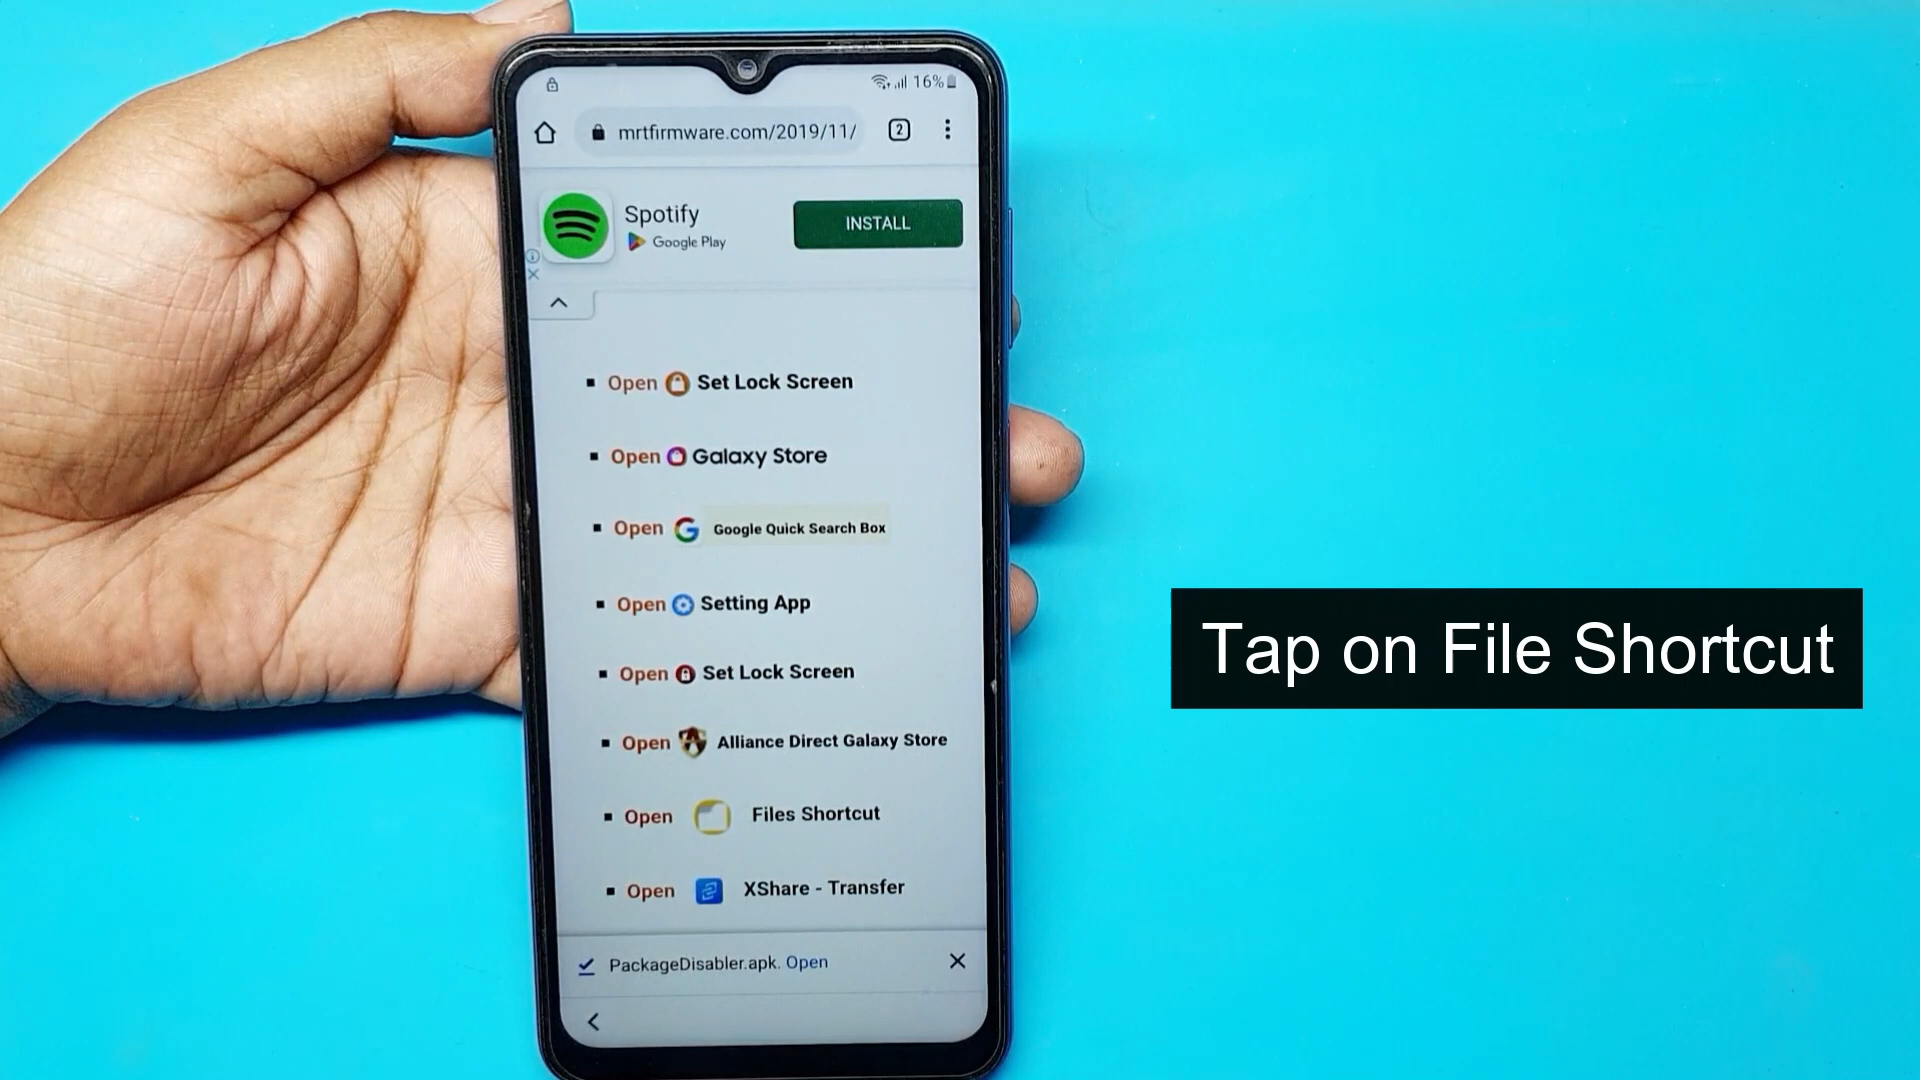 16%
mrtfirmware.com/2019/11/
2
Spotify
Google Play
INSTALL
Open Set Lock Screen
Open Galaxy Store
Open Google Quick Search Box
Open Setting App
Open Set Lock Screen
Open Alliance Direct Galaxy Store
Open Files Shortcut
Open XShare - Transfer
PackageDisabler.apk. Open
Tap on File Shortcut